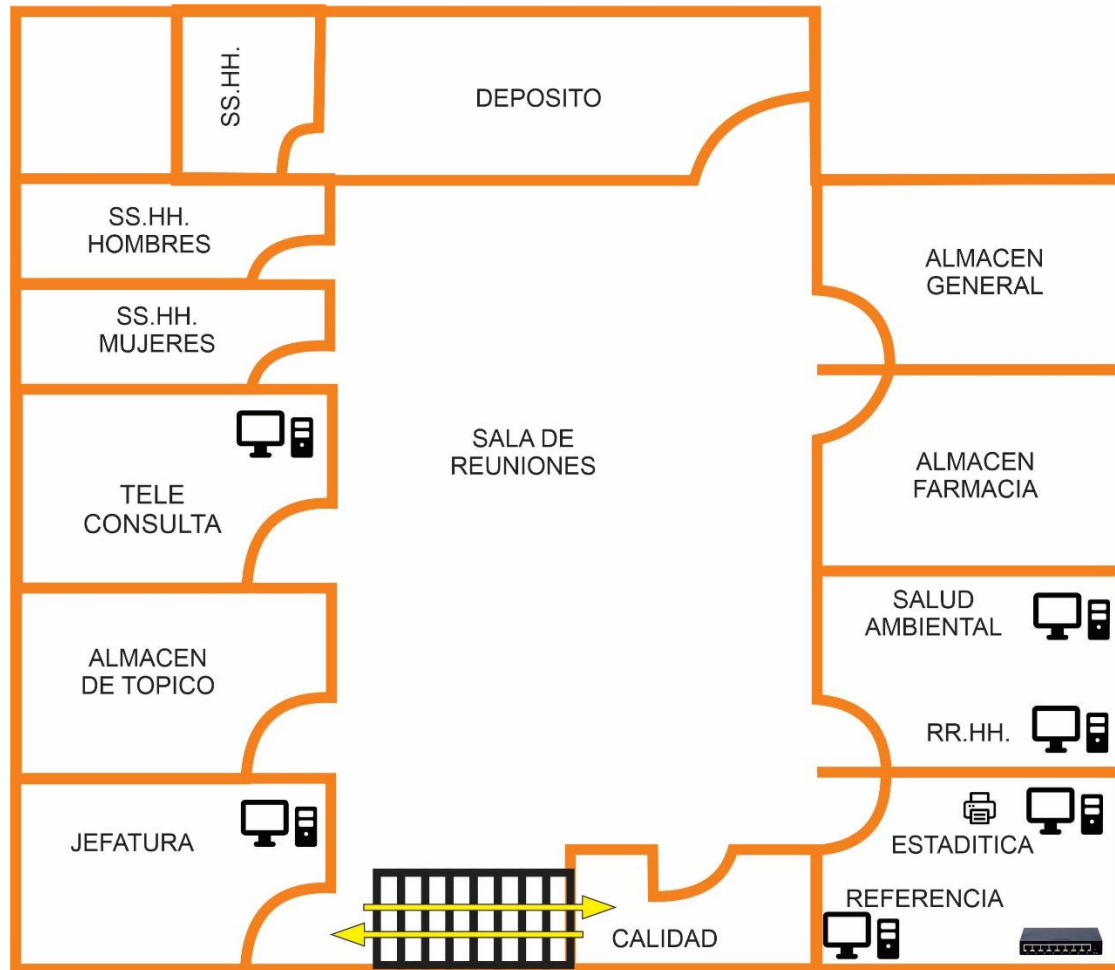 SS.HH.
DEPOSITO
SS.HH.
HOMBRES
ALMACEN
GENERAL
SS.HH.
MUJERES
SALA DE
REUNIONES
ALMACEN
FARMACIA
TELE
CONSULTA
SALUD
AMBIENTAL
ALMACEN
DE TOPICO
RR.HH.
JEFATURA
ESTADITICA
REFERENCIA
CALIDAD